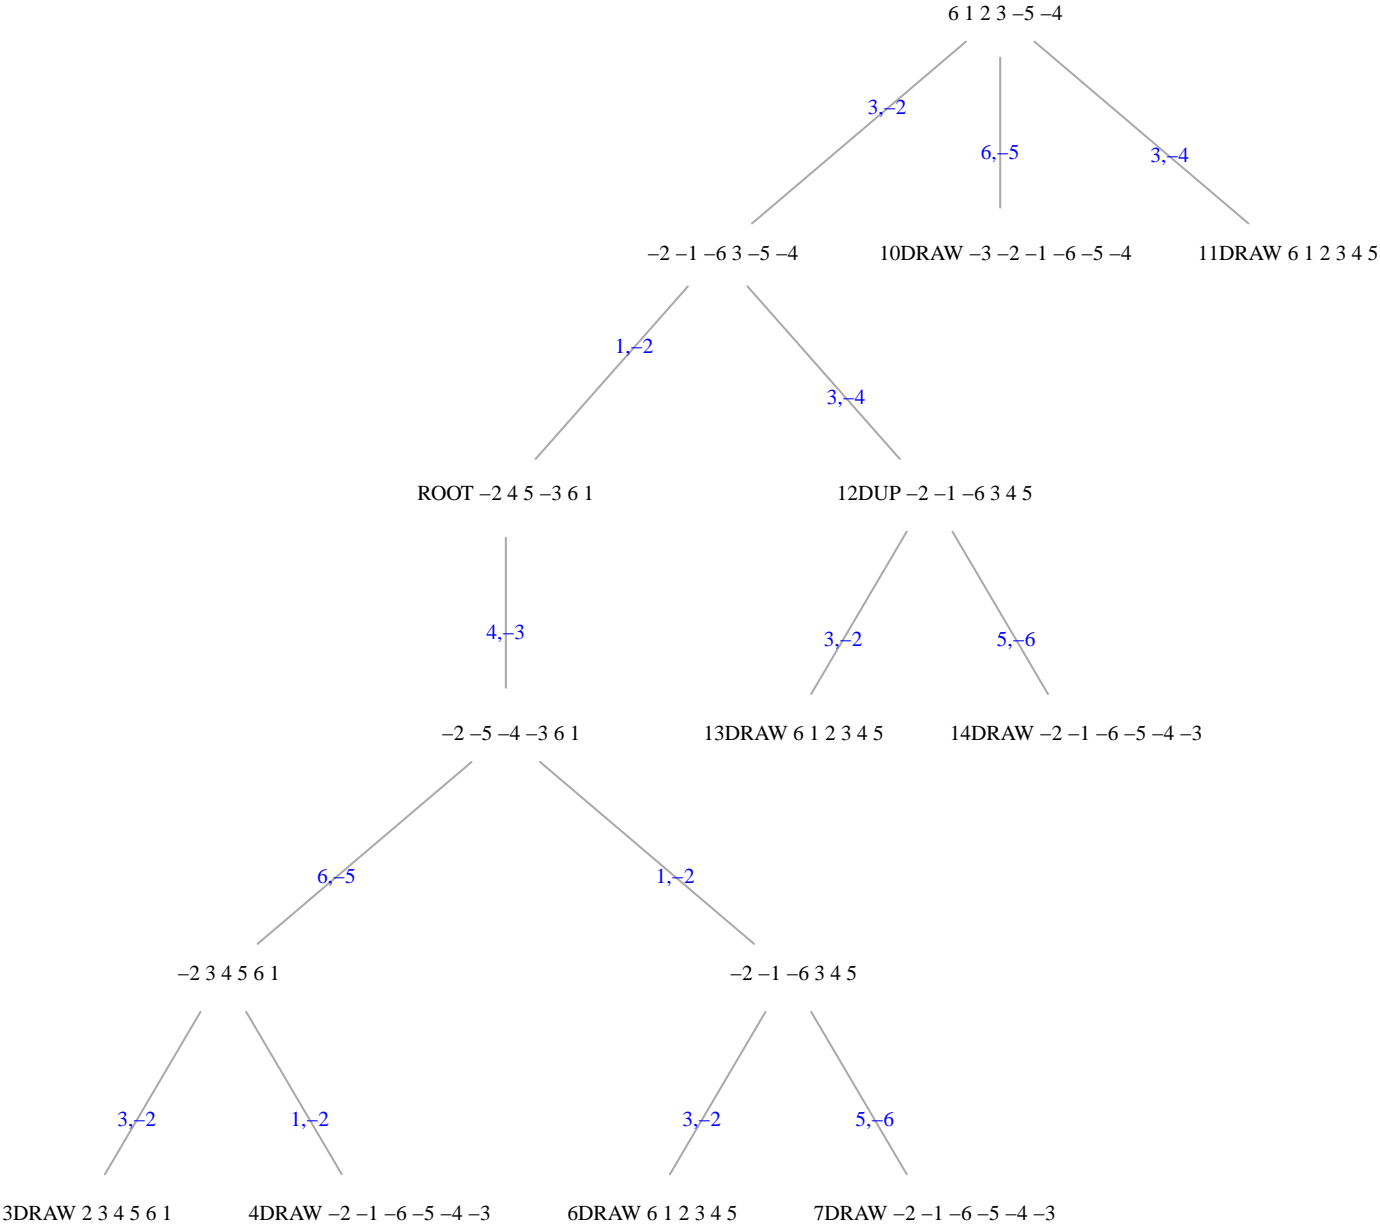 6 1 2 3 –5 –4
3,–2
6,–5
3,–4
–2 –1 –6 3 –5 –4
10DRAW –3 –2 –1 –6 –5 –4
11DRAW 6 1 2 3 4 5
1,–2
3,–4
ROOT –2 4 5 –3 6 1
12DUP –2 –1 –6 3 4 5
4,–3
3,–2
5,–6
–2 –5 –4 –3 6 1
13DRAW 6 1 2 3 4 5
14DRAW –2 –1 –6 –5 –4 –3
6,–5
1,–2
–2 3 4 5 6 1
–2 –1 –6 3 4 5
3,–2
1,–2
3,–2
5,–6
3DRAW 2 3 4 5 6 1
4DRAW –2 –1 –6 –5 –4 –3
6DRAW 6 1 2 3 4 5
7DRAW –2 –1 –6 –5 –4 –3